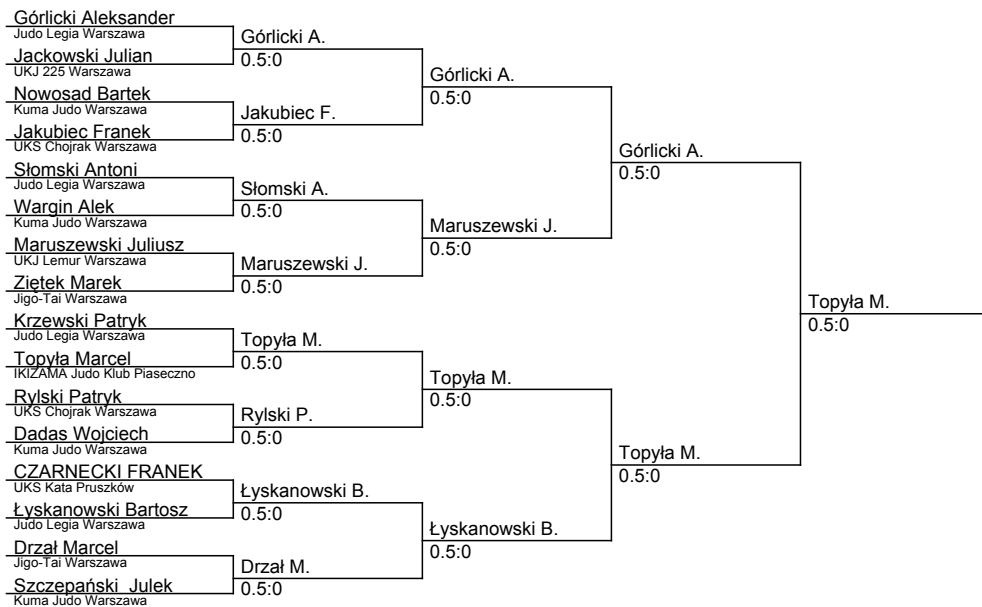 Górlicki Aleksander
Judo Legia Warszawa
Jackowski Julian
UKJ 225 Warszawa
Nowosad Bartek
Kuma Judo Warszawa
Jakubiec Franek
UKS Chojrak Warszawa
Słomski Antoni
Judo Legia Warszawa
Wargin Alek
Kuma Judo Warszawa
Maruszewski Juliusz
UKJ Lemur Warszawa
Ziętek Marek
Jigo-Tai Warszawa
Krzewski Patryk
Judo Legia Warszawa
Topyła Marcel
IKIZAMA Judo Klub Piaseczno
Rylski Patryk
UKS Chojrak Warszawa
Dadas Wojciech
Kuma Judo Warszawa
CZARNECKI FRANEK
UKS Kata Pruszków
Łyskanowski Bartosz
Judo Legia Warszawa
Drzał Marcel
Jigo-Tai Warszawa
Szczepański  Julek
Kuma Judo Warszawa
Górlicki A.
0.5:0
Jakubiec F.
0.5:0
Słomski A.
0.5:0
Maruszewski J.
0.5:0
Topyła M.
0.5:0
Rylski P.
0.5:0
Łyskanowski B.
0.5:0
Drzał M.
0.5:0
Górlicki A.
0.5:0
Maruszewski J.
0.5:0
Topyła M.
0.5:0
Łyskanowski B.
0.5:0
Górlicki A.
0.5:0
Topyła M.
0.5:0
Topyła M.
0.5:0